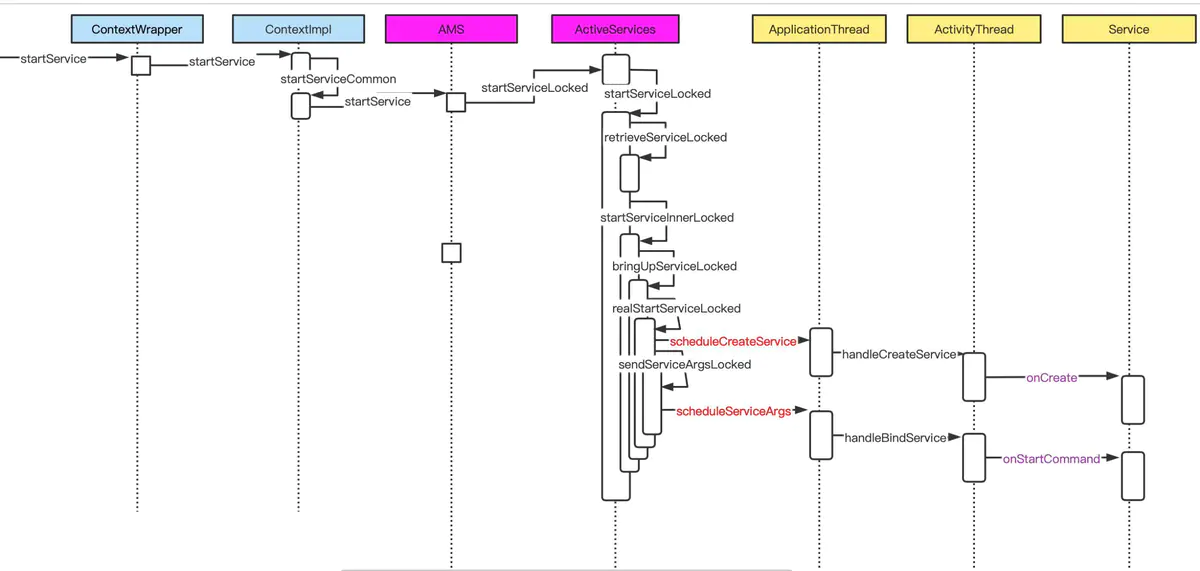 ContextWrapper
ContextImpl
AMS
ActiveServices
ApplicationThread
ActivityThread
Service
startService
startService
startServiceCommon
startService
startServiceLocked
startServiceLocked
retrieveServiceLocked
startServiceInnerLocked
bringUpServiceLocked
realStartServiceLocked
scheduleCreateService
handleCreateService
onCreate
sendServiceArgsLocked
scheduleServiceArgs
handleBindService
onStartCommand